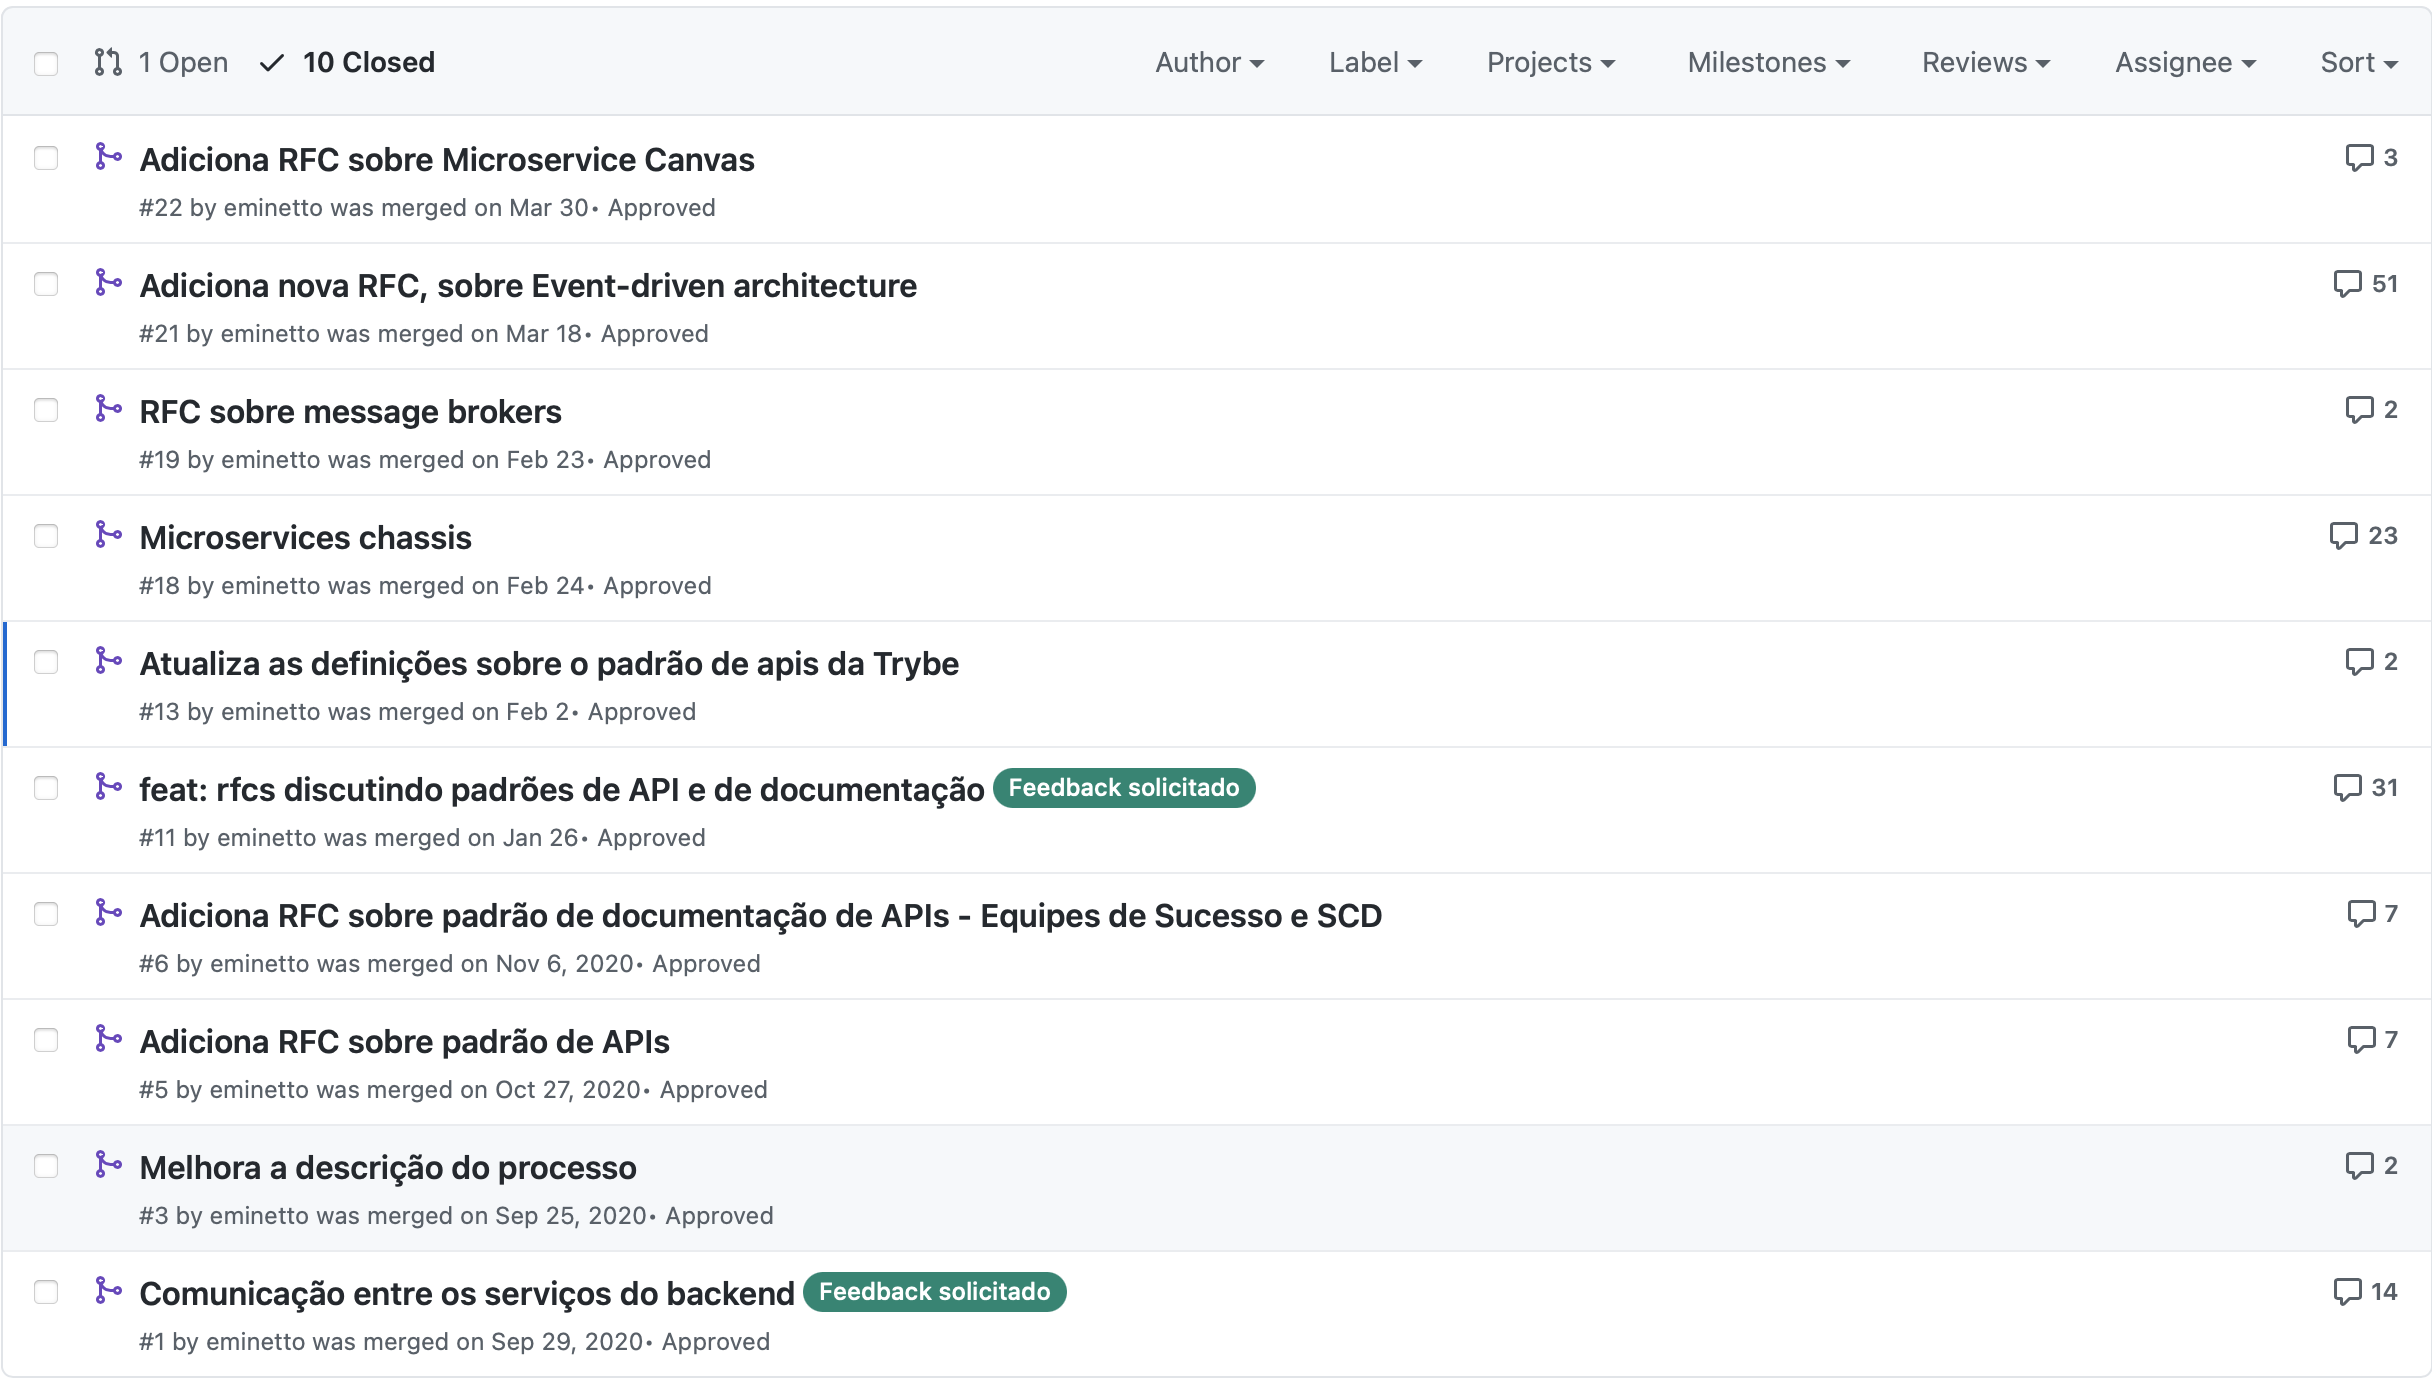 1 Open 10 Closed Author Label Projects Milestones Reviews Assignee Sort
Adiciona RFC sobre Microservice Canvas 3
#22 by eminetto was merged on Mar 30• Approved
Adiciona nova RFC, sobre Event-driven architecture 51
#21 by eminetto was merged on Mar 18• Approved
RFC sobre message brokers 2
#19 by eminetto was merged on Feb 23• Approved
Microservices chassis 23
#18 by eminetto was merged on Feb 24• Approved
Atualiza as definições sobre o padrão de apis da Trybe 2
#13 by eminetto was merged on Feb 2• Approved
feat: rfcs discutindo padrões de API e de documentação Feedback solicitado 31
#11 by eminetto was merged on Jan 26• Approved
Adiciona RFC sobre padrão de documentação de APIs - Equipes de Sucesso e SCD 7
#6 by eminetto was merged on Nov 6, 2020• Approved
Adiciona RFC sobre padrão de APIs 7
#5 by eminetto was merged on Oct 27, 2020• Approved
Melhora a descrição do processo 2
#3 by eminetto was merged on Sep 25, 2020• Approved
Comunicação entre os serviços do backend Feedback solicitado 14
#1 by eminetto was merged on Sep 29, 2020• Approved